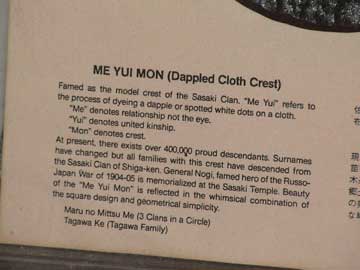 ME YUI MON (Dappled Cloth Crest)
Famed as the model crest of the Sasaki Clan. "Me Yui" refers to
the process of dyeing a dapple or spotted white dots on a cloth.
"Me" denotes relationship not the eye.
"Yui" denotes united kinship.
"Mon" denotes crest.
At present, there exists over 400,000 proud descendants. Surnames
have changed but all families with this crest have descended from
the Sasaki Clan of Shiga-ken. General Nogi, famed hero of the Russo-
Japan War of 1904-05 is memorialized at the Sasaki Temple. Beauty
of the "Me Yui Mon" is reflected in the whimsical combination of
the square design and geometrical simplicity.
Maru no Mittsu Me (3 Clans in a Circle)
Tagawa Ke (Tagawa Family)